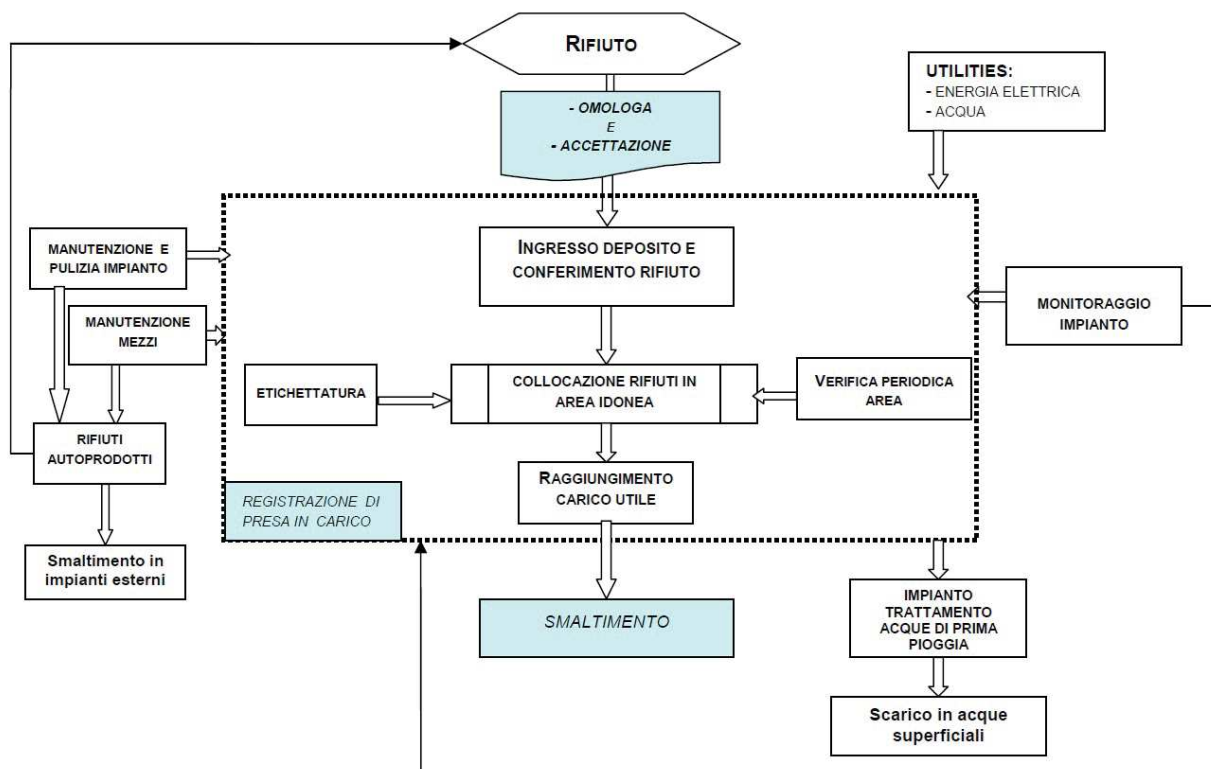 RIFIUTO
- OMOLOGA
E
- ACCETTAZIONE
UTILITIES:
- ENERGIA ELETTRICA
- ACQUA
MANUTENZIONE E
PULIZIA IMPIANTO
INGRESSO DEPOSITO E
CONFERIMENTO RIFIUTO
MONITORAGGIO
IMPIANTO
MANUTENZIONE
MEZZI
ETICHETTATURA
COLLOCAZIONE RIFIUTI IN
AREA IDONEA
VERIFICA PERIODICA
AREA
RIFIUTI
AUTOPRODOTTI
RAGGIUNGIMENTO
CARICO UTILE
REGISTRAZIONE DI
PRESA IN CARICO
Smaltimento in
impianti esterni
SMALTIMENTO
IMPIANTO
TRATTAMENTO
ACQUE DI PRIMA
PIOGGIA
Scarico in acque
superficiali